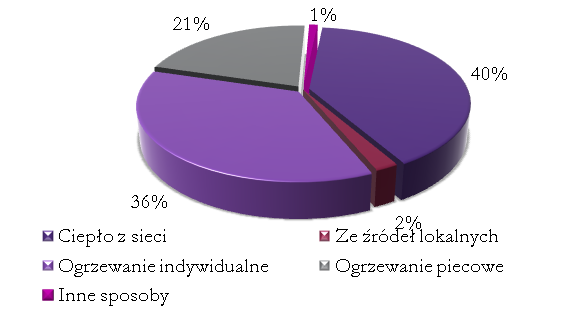 1%
21%
40%
36%
2%
Ciepło z sieci
Ze źródeł lokalnych
Ogrzewanie indywidualne
Ogrzewanie piecowe
Inne sposoby